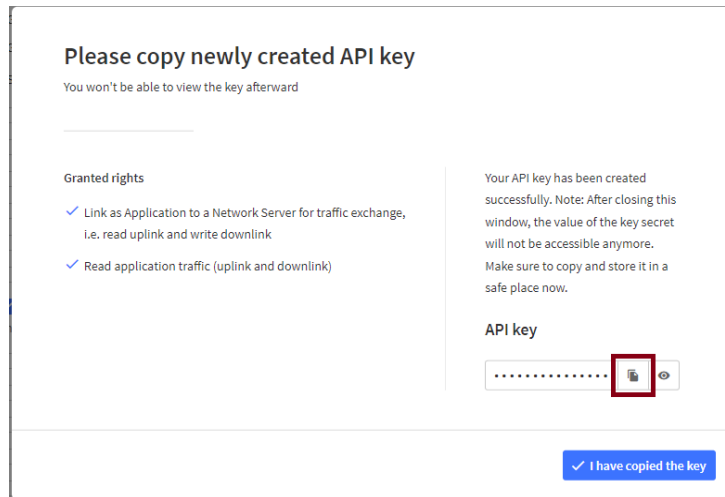 Please copy newly created API key
You won't be able to view the key afterward
Granted rights
Link as Application to a Network Server for traffic exchange,
i.e. read uplink and write downlink
Read application traffic (uplink and downlink)
Your API key has been created
successfully. Note: After closing this
window, the value of the key secret
will not be accessible anymore.
Make sure to copy and store it in a
safe place now.
API key
•••••••••••••••
I have copied the key